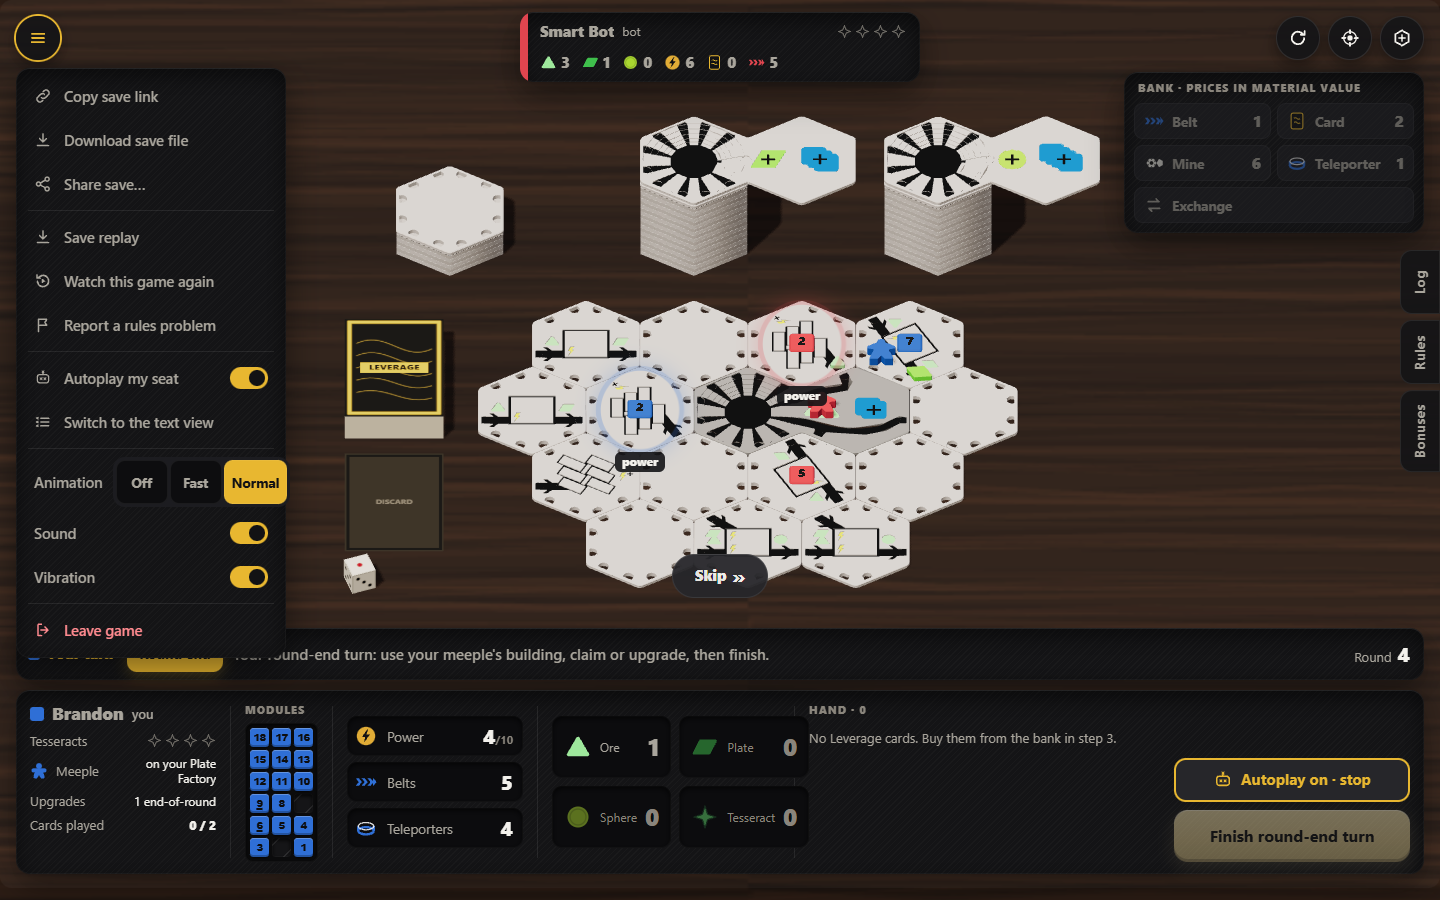 Smart Bot bot
3 1 0 6 0 5
Copy save link
Download save file
Share save...
Save replay
Watch this game again
Report a rules problem
Autoplay my seat
Switch to the text view
Animation Off Fast Normal
Sound
Vibration
Leave game
BANK · PRICES IN MATERIAL VALUE
Belt 1 Card 2
Mine 6 Teleporter 1
Exchange
Log
Rules
Bonuses
LEVERAGE
DISCARD
2
7
2
power
power
5
Skip
round-end turn: use your meeple's building, claim or upgrade, then finish.
Round 4
Brandon you
Tesseracts
Meeple on your Plate
Factory
Upgrades 1 end-of-round
Cards played 0 / 2
MODULES
18 17 16
15 14 13
12 11 10
9 8
6 5 4
3 1
Power 4/10
Belts 5
Teleporters 4
Ore 1 Plate 0
Sphere 0 Tesseract 0
HAND · 0
No Leverage cards. Buy them from the bank in step 3.
Autoplay on · stop
Finish round-end turn